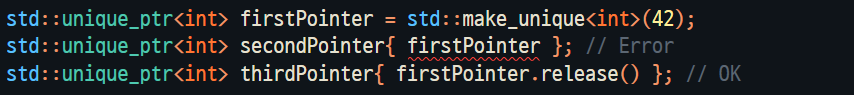 std::unique_ptr<int> firstPointer = std::make_unique<int>(42);
std::unique_ptr<int> secondPointer{ firstPointer }; // Error
std::unique_ptr<int> thirdPointer{ firstPointer.release() }; // OK